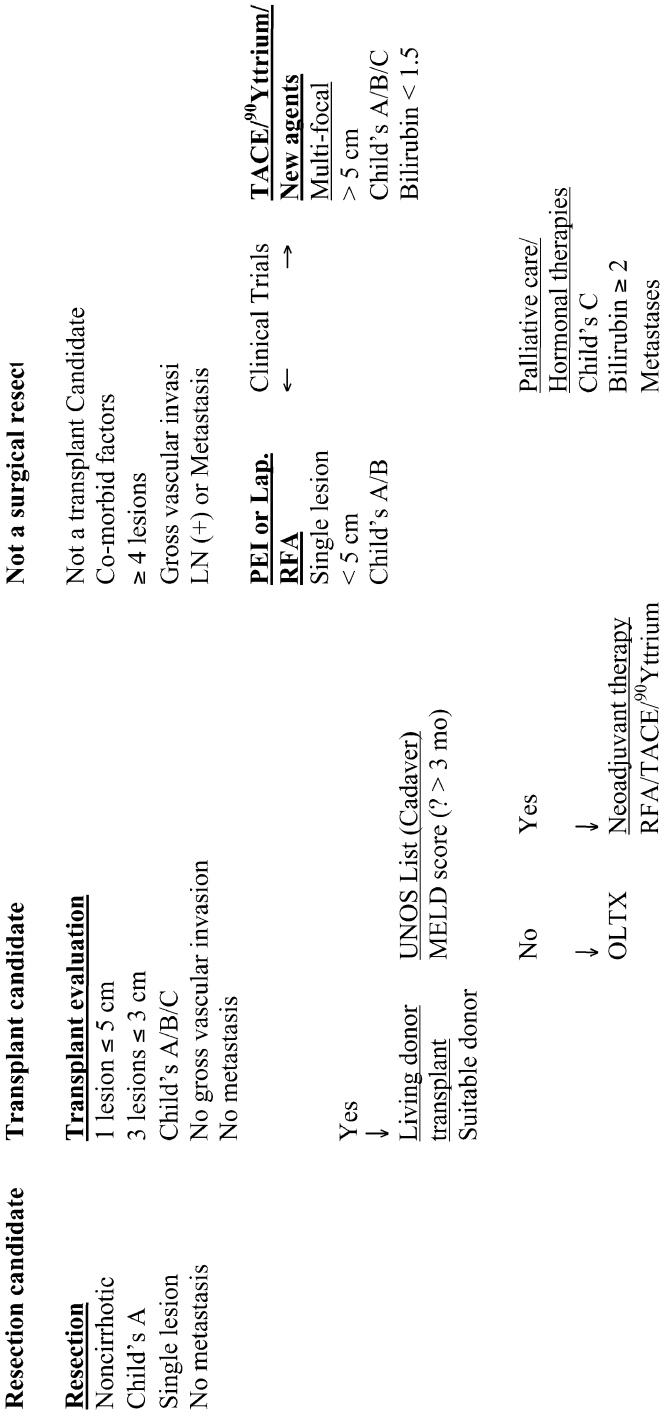 Resection candidate
Resection
Noncirrhotic
Child's A
Single lesion
No metastasis
Transplant candidate
Transplant evaluation
1 lesion ≤ 5 cm
3 lesions ≤ 3 cm
Child's A/B/C
No gross vascular invasion
No metastasis
Yes
↓
Living donor
transplant
Suitable donor
UNOS List (Cadaver)
MELD score (? > 3 mo)
No
↓
OLTX
Yes
↓
Neoadjuvant therapy
RFA/TACE/⁹⁰Yttrium
Not a surgical resect
Not a transplant Candidate
Co-morbid factors
≥ 4 lesions
Gross vascular invasi
LN (+) or Metastasis
PEI or Lap.
RFA
Single lesion
< 5 cm
Child's A/B
Clinical Trials
← →
TACE/⁹⁰Yttrium/
New agents
Multi-focal
> 5 cm
Child's A/B/C
Bilirubin < 1.5
Palliative care/
Hormonal therapies
Child's C
Bilirubin ≥ 2
Metastases